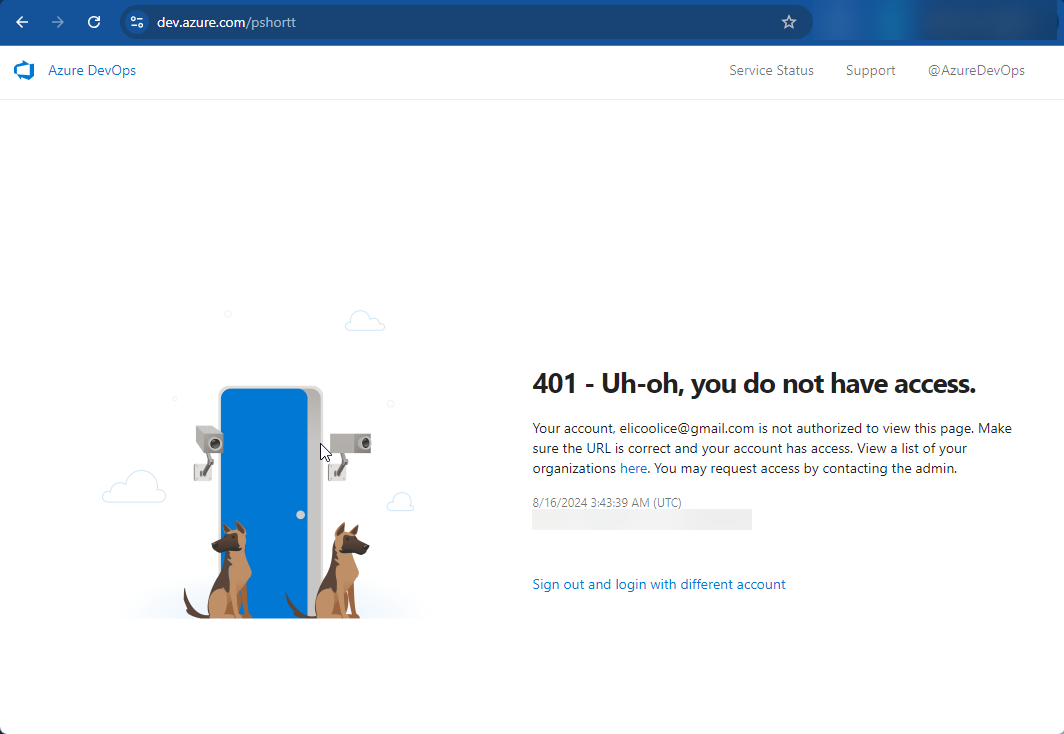 dev.azure.com/pshortt
Azure DevOps
Service Status
Support
@AzureDevOps
401 - Uh-oh, you do not have access.
Your account, elicoolice@gmail.com is not authorized to view this page. Make
sure the URL is correct and your account has access. View a list of your
organizations here. You may request access by contacting the admin.
8/16/2024 3:43:39 AM (UTC)
Sign out and login with different account